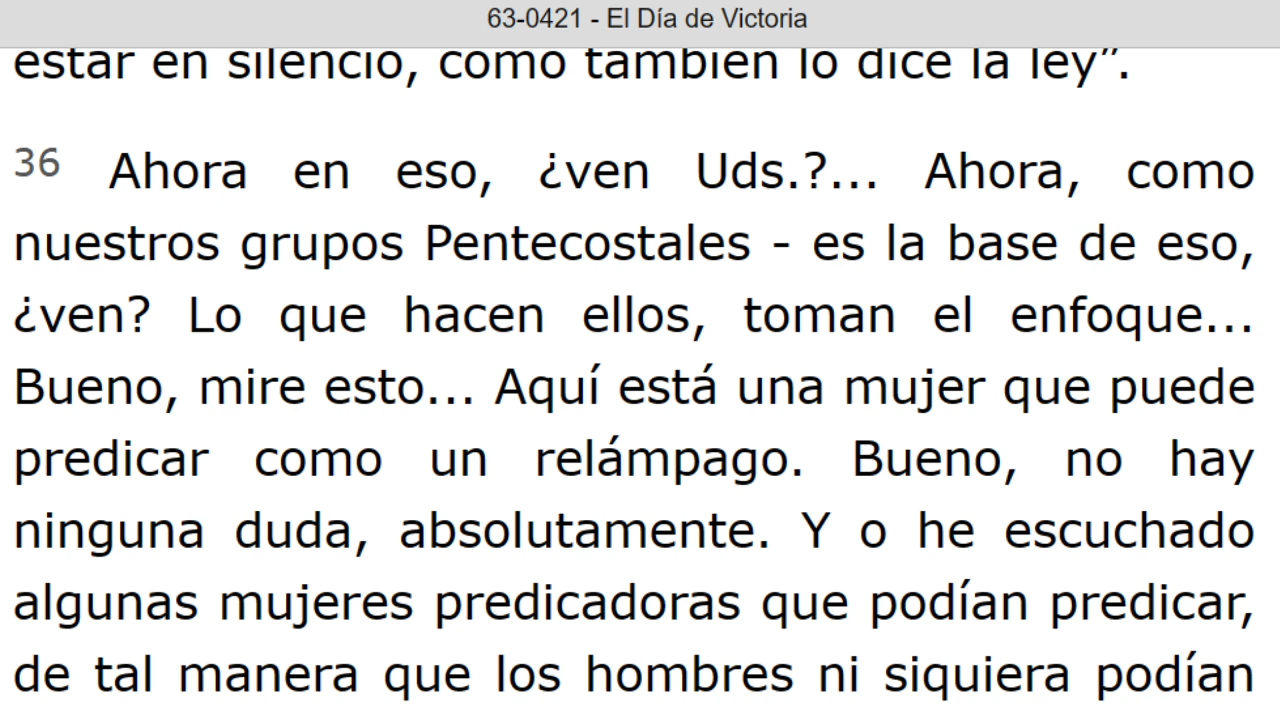 63-0421 - El Día de Victoria
estar en silencio, como también lo dice la ley”.
36 Ahora en eso, ¿ven Uds.?... Ahora, como
nuestros grupos Pentecostales - es la base de eso,
¿ven? Lo que hacen ellos, toman el enfoque...
Bueno, mire esto... Aquí está una mujer que puede
predicar como un relámpago. Bueno, no hay
ninguna duda, absolutamente. Y o he escuchado
algunas mujeres predicadoras que podían predicar,
de tal manera que los hombres ni siquiera podían